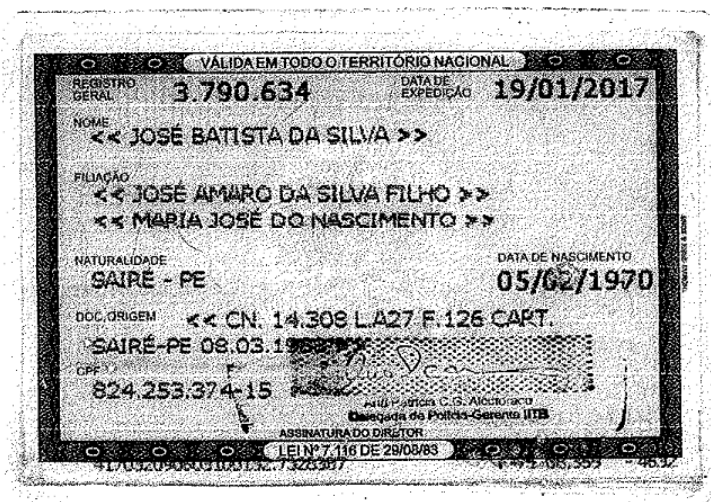 VÁLIDA EM TODO O TERRITÓRIO NACIONAL
REGISTRO GERAL 3.790.634 DATA DE EXPEDIÇÃO 19/01/2017
NOME
<< JOSÉ BATISTA DA SILVA >>
FILIAÇÃO
<< JOSÉ AMARO DA SILVA FILHO >>
<< MARIA JOSÉ DO NASCIMENTO >>
NATURALIDADE DATA DE NASCIMENTO
SAIRÉ - PE 05/02/1970
DOC.ORIGEM << CN. 14.308 L.A27 F.126 CART.
SAIRÉ-PE 08.03.
CPF
824.253.374-15
Patricia C.G.
Delegada de Polícia-Gerente IITB
ASSINATURA DO DIRETOR
LEI Nº 7.116 DE 29/08/83